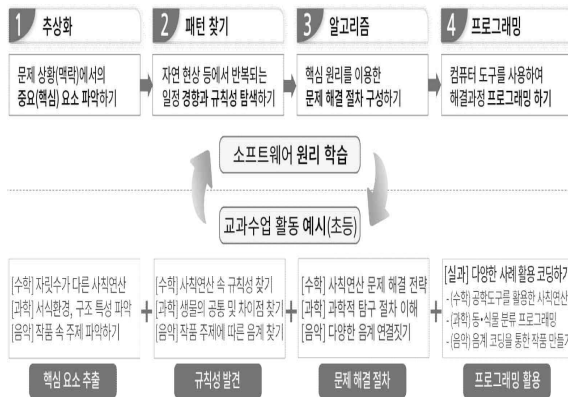 1 추상화
2 패턴 찾기
3 알고리즘
4 프로그래밍
문제 상황(맥락)에서의
중요(핵심) 요소 파악하기
자연 현상 등에서 반복되는
일정 경향과 규칙성 탐색하기
핵심 원리를 이용한
문제 해결 절차 구성하기
컴퓨터 도구를 사용하여
해결과정 프로그래밍 하기
소프트웨어 원리 학습
교과수업 활동 예시(초등)
[수학] 자릿수가 다른 사칙연산
[과학] 서식환경, 구조 특성 파악
[음악] 작품 속 주제 파악하기
+
[수학] 사칙연산 속 규칙성 찾기
[과학] 생물의 공통 및 차이점 찾기
[음악] 작품 주제에 따른 음계 찾기
+
[수학] 사칙연산 문제 해결 전략
[과학] 과학적 탐구 절차 이해
[음악] 다양한 음계 연결짓기
+
[실과] 다양한 사례 활용 코딩하기
- (수학) 공학도구를 활용한 사칙연산
- (과학) 동·식물 분류 프로그래밍
- (음악) 음계 코딩을 통한 작품 만들기
핵심 요소 추출
규칙성 발견
문제 해결 절차
프로그래밍 활용